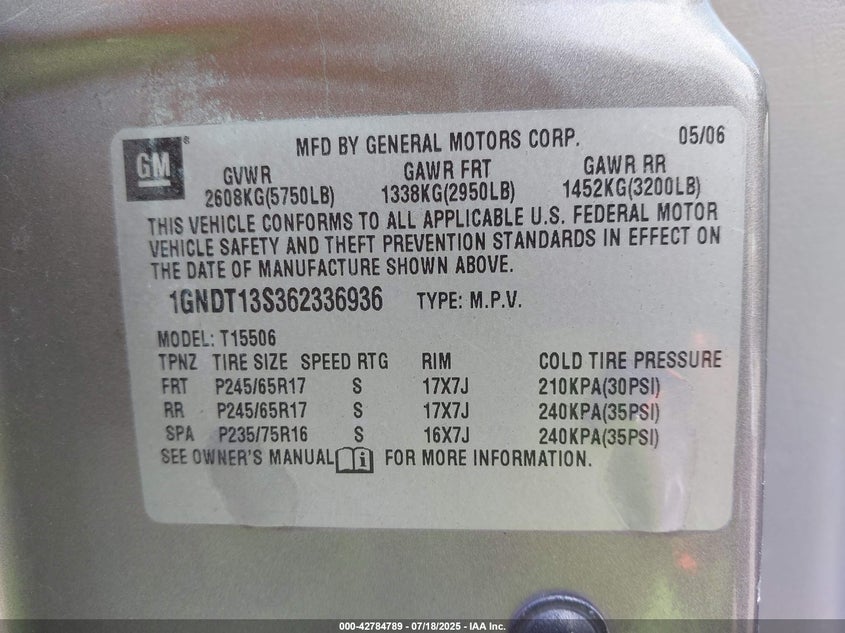 GM®
MFD BY GENERAL MOTORS CORP. 05/06
GVWR GAWR FRT GAWR RR
2608KG(5750LB) 1338KG(2950LB) 1452KG(3200LB)
THIS VEHICLE CONFORMS TO ALL APPLICABLE U.S. FEDERAL MOTOR
VEHICLE SAFETY AND THEFT PREVENTION STANDARDS IN EFFECT ON
THE DATE OF MANUFACTURE SHOWN ABOVE.
1GNDT13S362336936 TYPE: M.P.V.
MODEL: T15506
TPNZ TIRE SIZE SPEED RTG RIM COLD TIRE PRESSURE
FRT P245/65R17 S 17X7J 210KPA(30PSI)
RR P245/65R17 S 17X7J 240KPA(35PSI)
SPA P235/75R16 S 16X7J 240KPA(35PSI)
SEE OWNER'S MANUAL i FOR MORE INFORMATION.
000-42784789 - 07/18/2025 - IAA Inc.